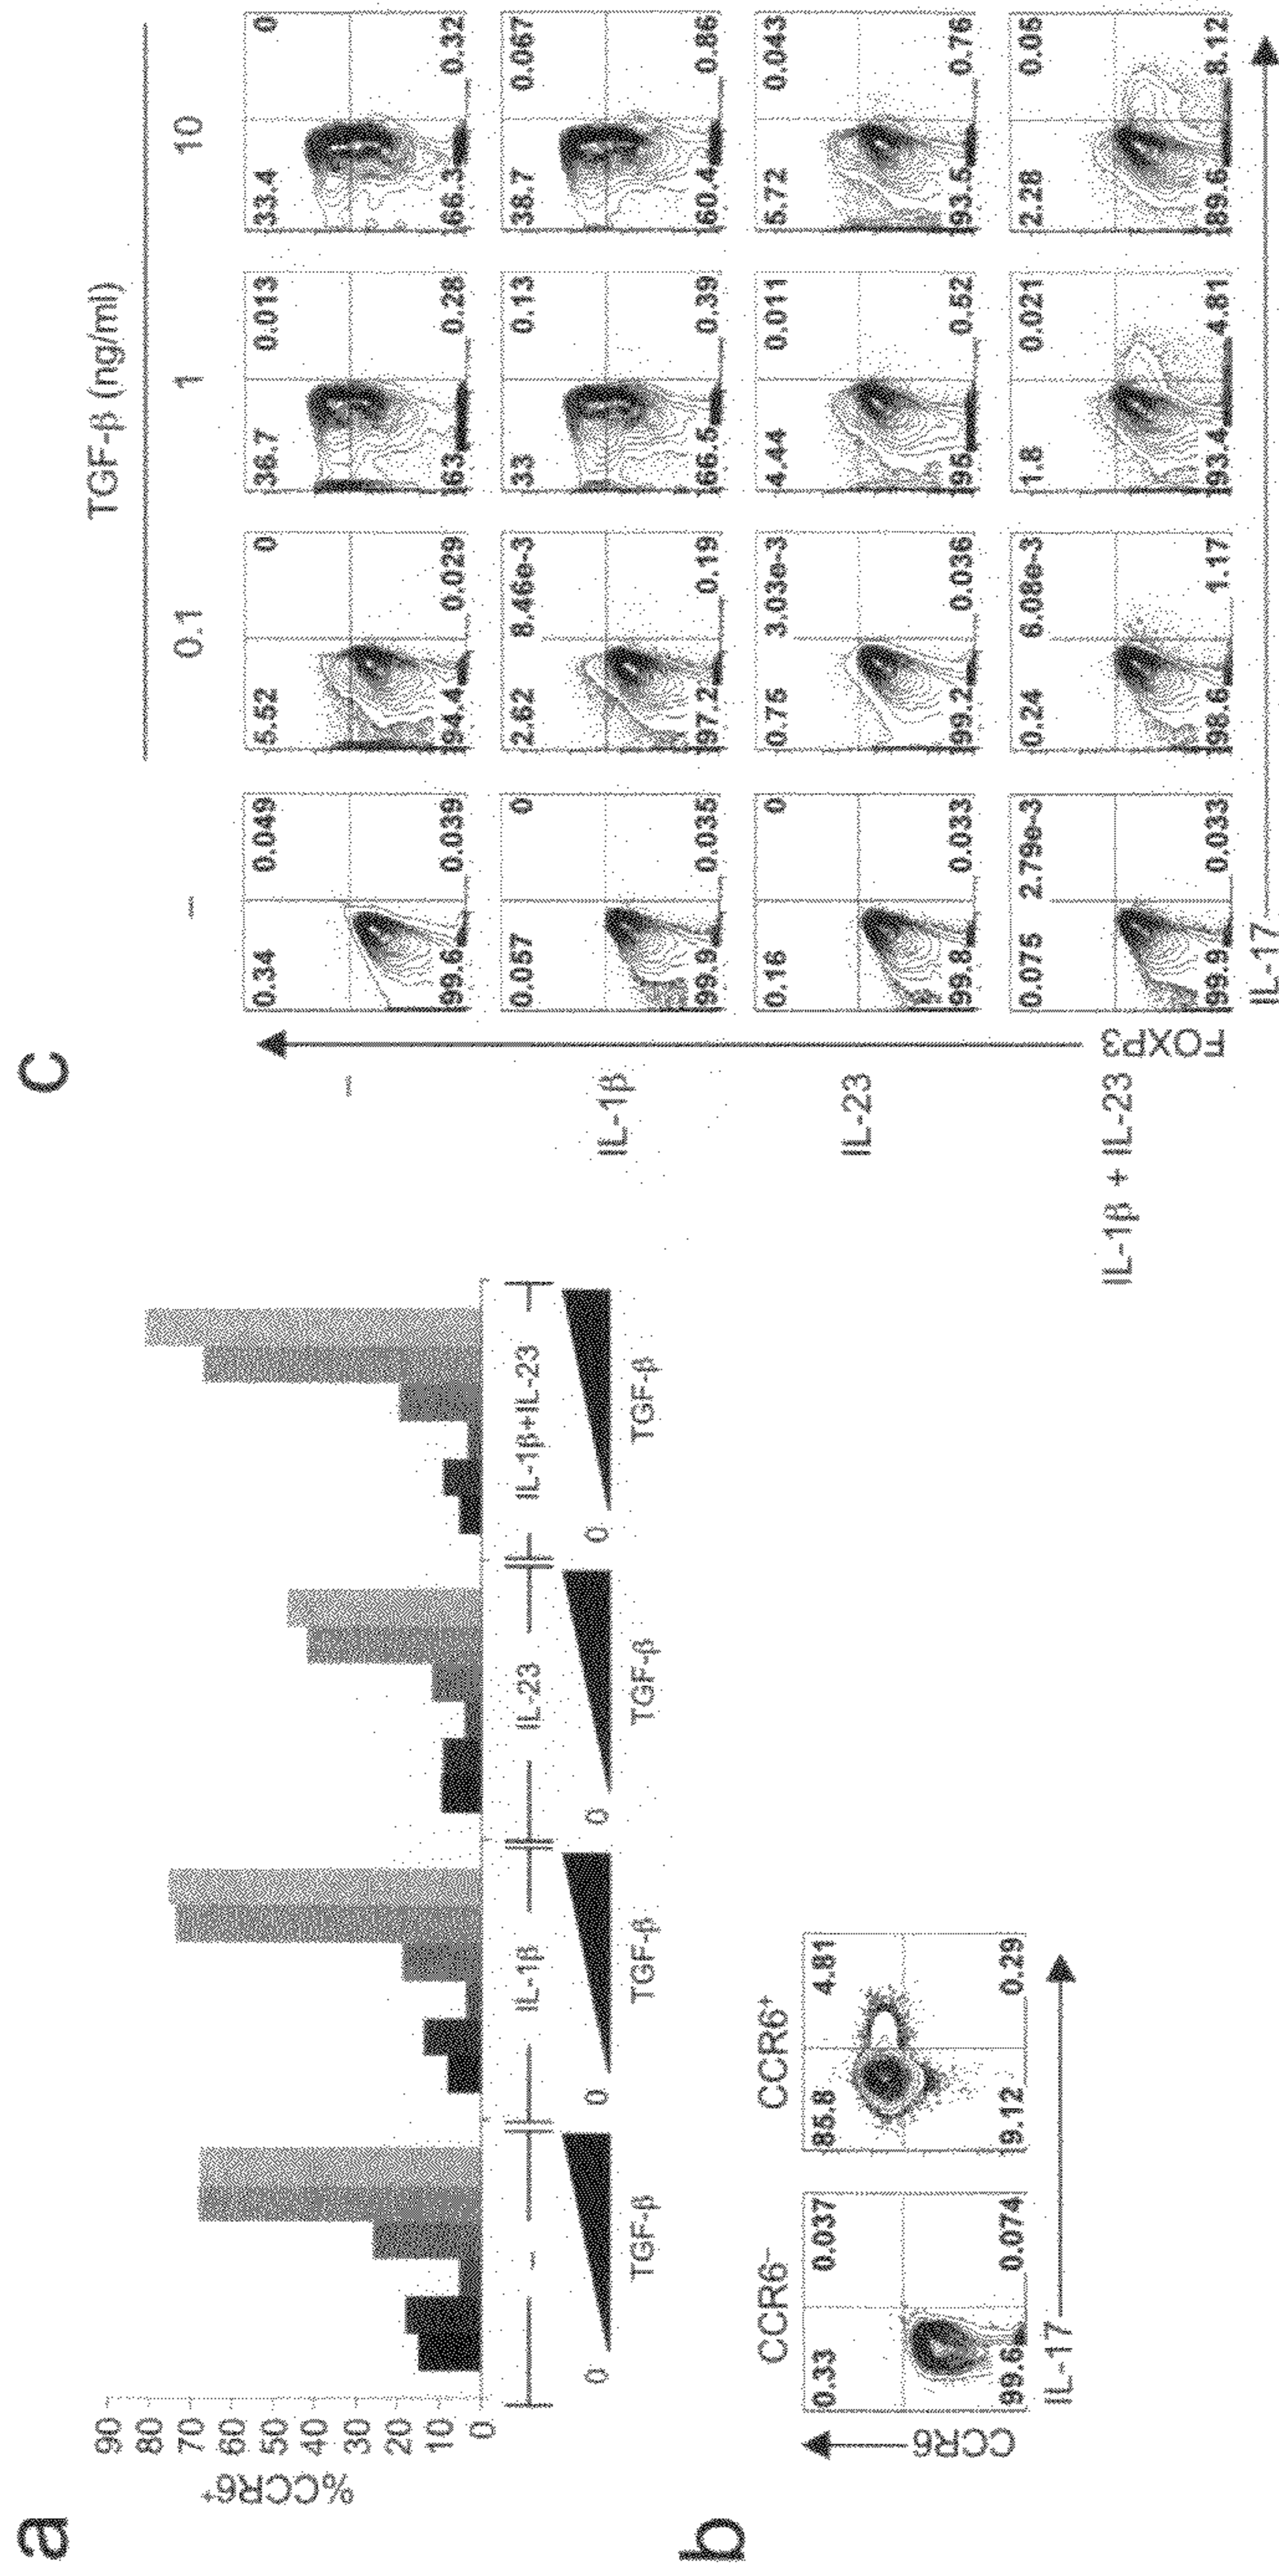 a
%CCR6+
90
80
70
60
50
40
30
20
10
0
– IL-1β IL-23 IL-1β+IL-23
0 0 0 0
TGF-β TGF-β TGF-β TGF-β
b
CCR6− CCR6+
0.33 0.037 85.8 4.81
99.6 0.074 9.12 0.29
CCR6
IL-17
c
TGF-β (ng/ml)
– 0.1 1 10
–
0.34 0.049 5.52 0 36.7 0.013 33.4 0
99.6 0.039 94.4 0.029 63 0.28 66.3 0.32
IL-1β
0.057 0 2.62 8.46e-3 33 0.13 38.7 0.067
99.9 0.035 97.2 0.19 66.5 0.39 60.4 0.86
IL-23
0.16 0 0.75 3.03e-3 4.44 0.011 5.72 0.043
99.8 0.033 99.2 0.036 95 0.52 93.5 0.76
IL-1β + IL-23
0.075 2.79e-3 0.24 6.08e-3 1.8 0.021 2.28 0.05
99.9 0.033 98.6 1.17 93.4 4.81 89.6 8.12
FOXP3
IL-17